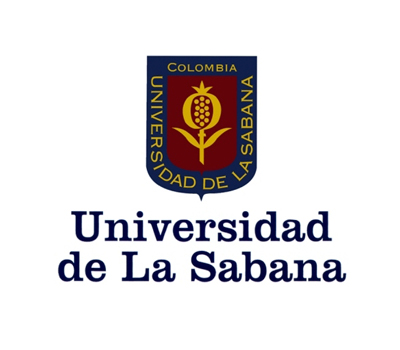 COLOMBIA
UNIVERSIDAD DE LA SABANA
Universidad
de La Sabana